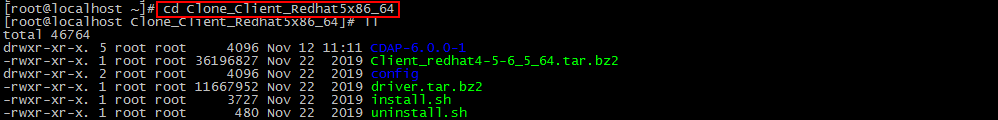 [root@localhost ~]# cd Clone_Client_Redhat5x86_64
[root@localhost Clone_Client_Redhat5x86_64]# ll
total 46764
drwxr-xr-x. 5 root root 4096 Nov 12 11:11 CDAP-6.0.0-1
-rwxr-xr-x. 1 root root 36196827 Nov 22 2019 Client_redhat4-5-6_5_64.tar.bz2
drwxr-xr-x. 2 root root 4096 Nov 22 2019 config
-rwxr-xr-x. 1 root root 11667952 Nov 22 2019 driver.tar.bz2
-rwxr-xr-x. 1 root root 3727 Nov 22 2019 install.sh
-rwxr-xr-x. 1 root root 480 Nov 22 2019 uninstall.sh